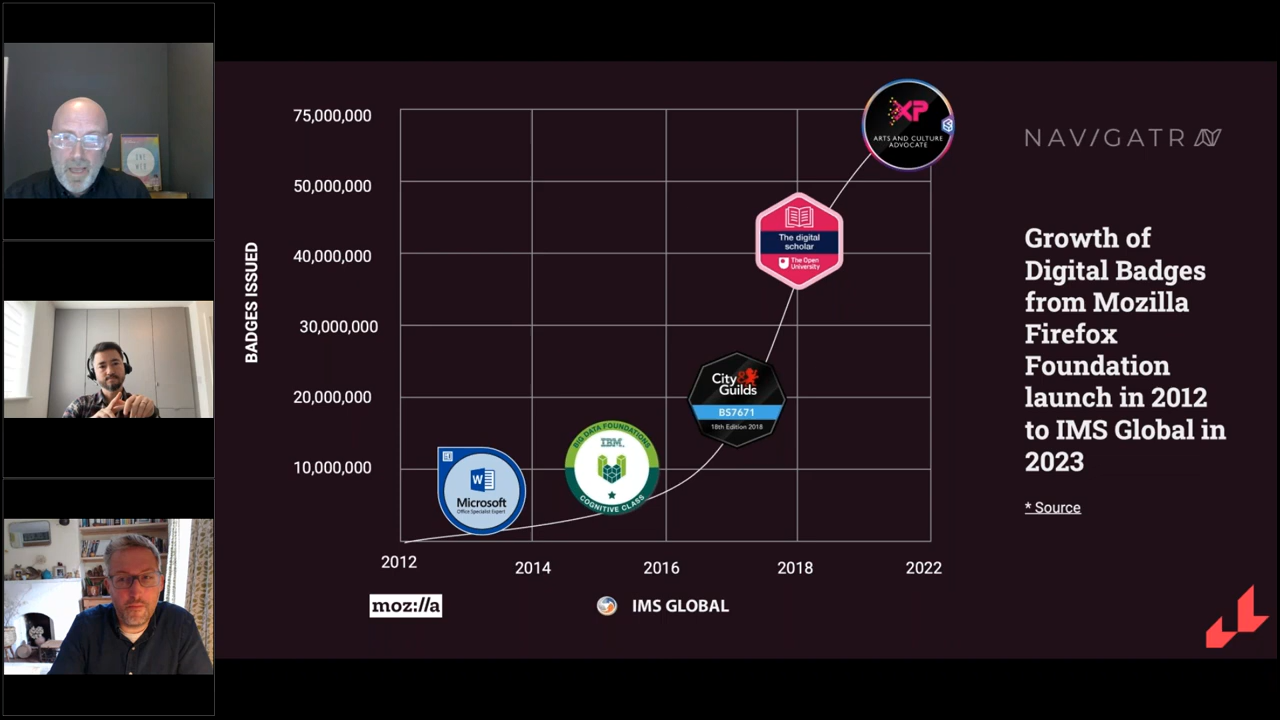 75,000,000
50,000,000
40,000,000
30,000,000
20,000,000
10,000,000
BADGES ISSUED
2012
2014
2016
2018
2022
XP
ARTS AND CULTURE
ADVOCATE
The digital
scholar
The Open
University
City
Guilds
BS7671
18th Edition 2018
BIG DATA FOUNDATIONS
IBM
COGNITIVE CLASS
W
Microsoft
Office Specialist Expert
moz://a
IMS GLOBAL
NAV/GATR
Growth of
Digital Badges
from Mozilla
Firefox
Foundation
launch in 2012
to IMS Global in
2023
* Source